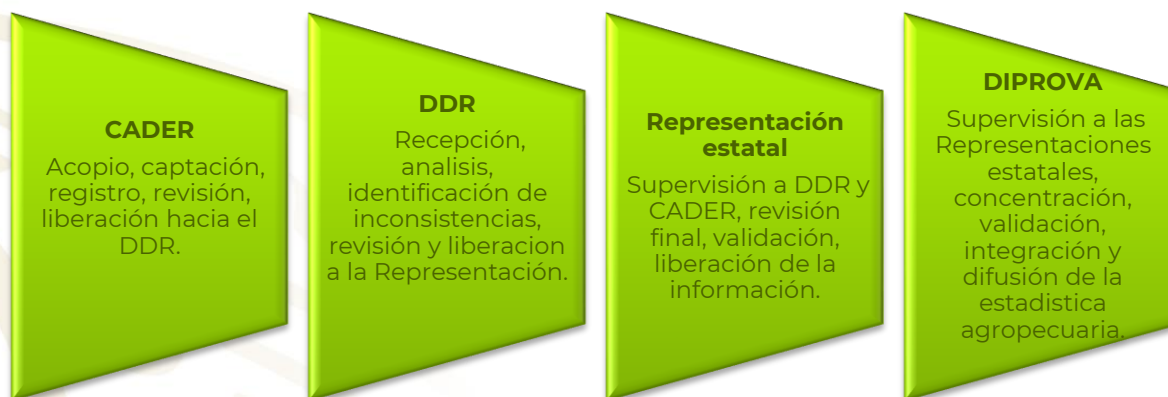 CADER
Acopio, captación,
registro, revisión,
liberación hacia el
DDR.
DDR
Recepción,
analisis,
identificación de
inconsistencias,
revisión y liberacion
a la Representación.
Representación
estatal
Supervisión a DDR y
CADER, revisión
final, validación,
liberación de la
información.
DIPROVA
Supervisión a las
Representaciones
estatales,
concentración,
validación,
integración y
difusión de la
estadistica
agropecuaria.